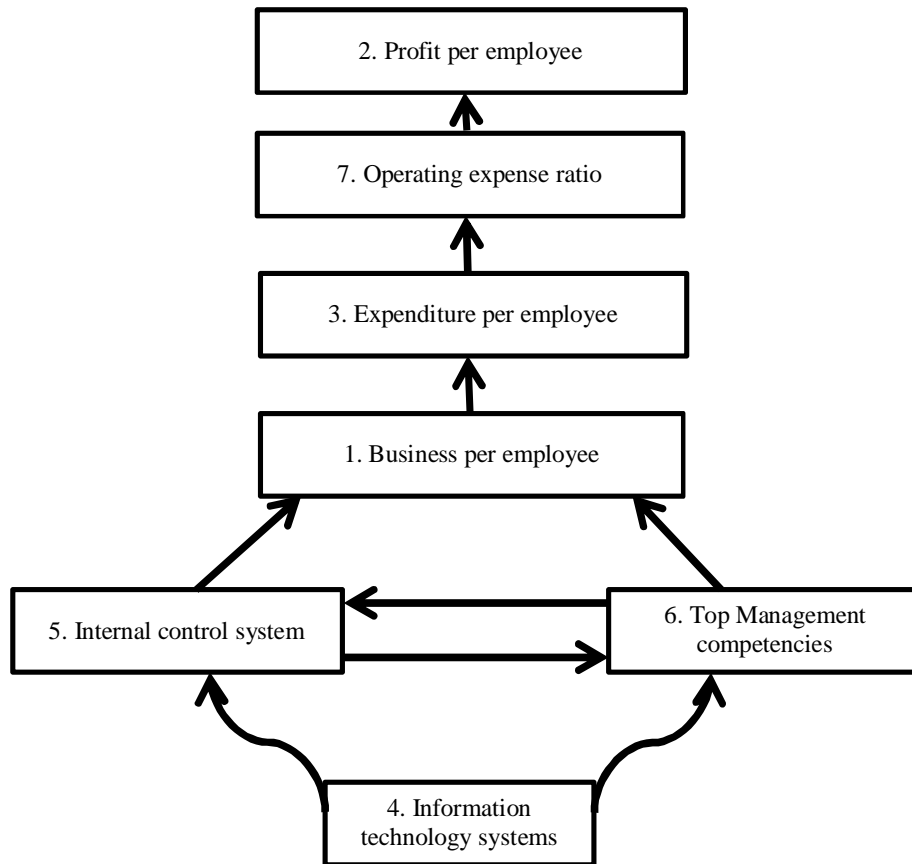 2. Profit per employee
7. Operating expense ratio
3. Expenditure per employee
1. Business per employee
5. Internal control system
6. Top Management
competencies
4. Information
technology systems